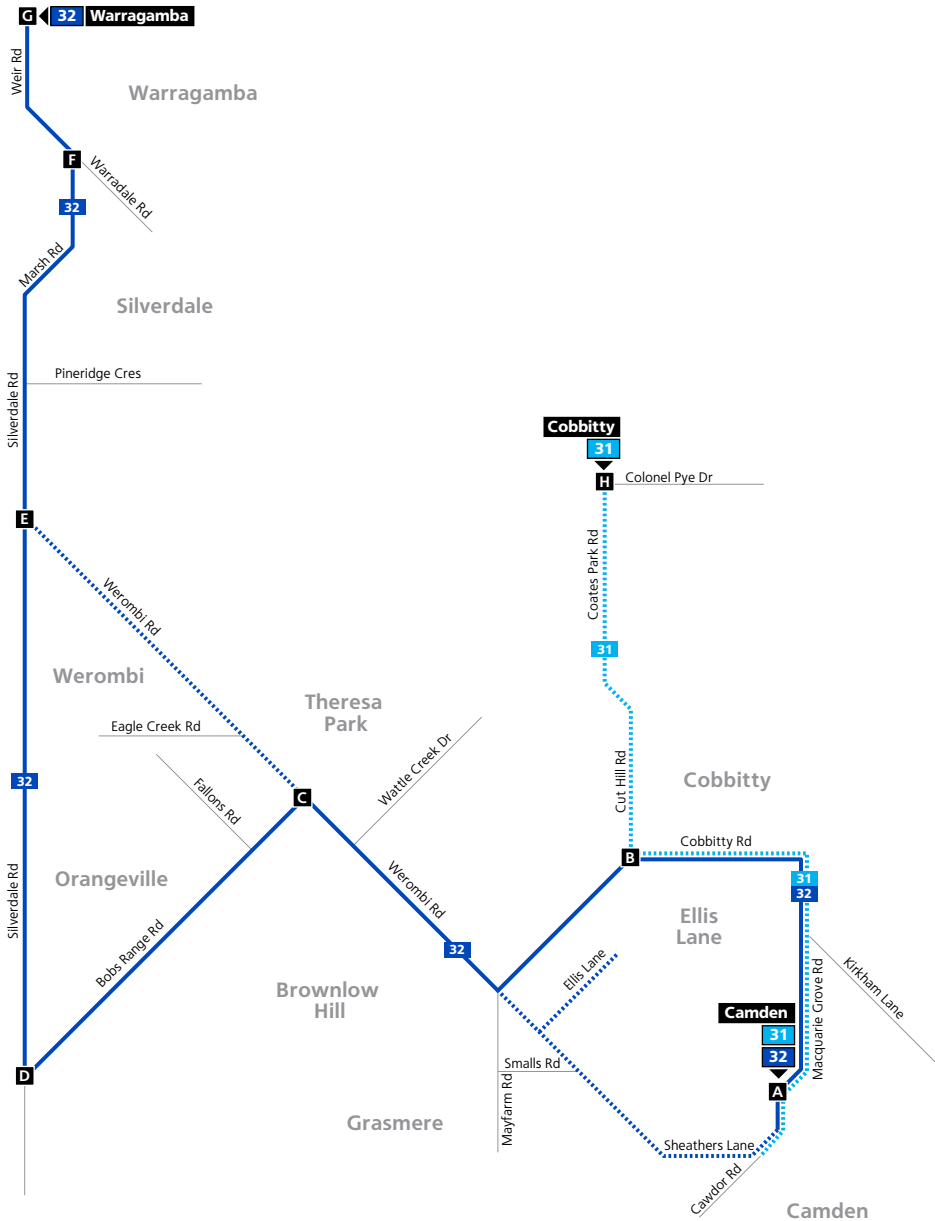 G 32 Warragamba
Weir Rd
Warragamba
F
Warradale Rd
32
Marsh Rd
Silverdale
Pineridge Cres
Silverdale Rd
Cobbitty
31
H
Colonel Pye Dr
E
Coates Park Rd
Werombi Rd
31
Werombi
Theresa
Park
Eagle Creek Rd
Wattle Creek Dr
Cut Hill Rd
32
Fallons Rd
C
Cobbitty
Cobbitty Rd
B
31
32
Silverdale Rd
Orangeville
Werombi Rd
Ellis
Lane
Bobs Range Rd
32
Ellis Lane
Kirkham Lane
Macquarie Grove Rd
Brownlow
Hill
Camden
31
32
D
A
Smalls Rd
Mayfarm Rd
Grasmere
Sheathers Lane
Cawdor Rd
Camden